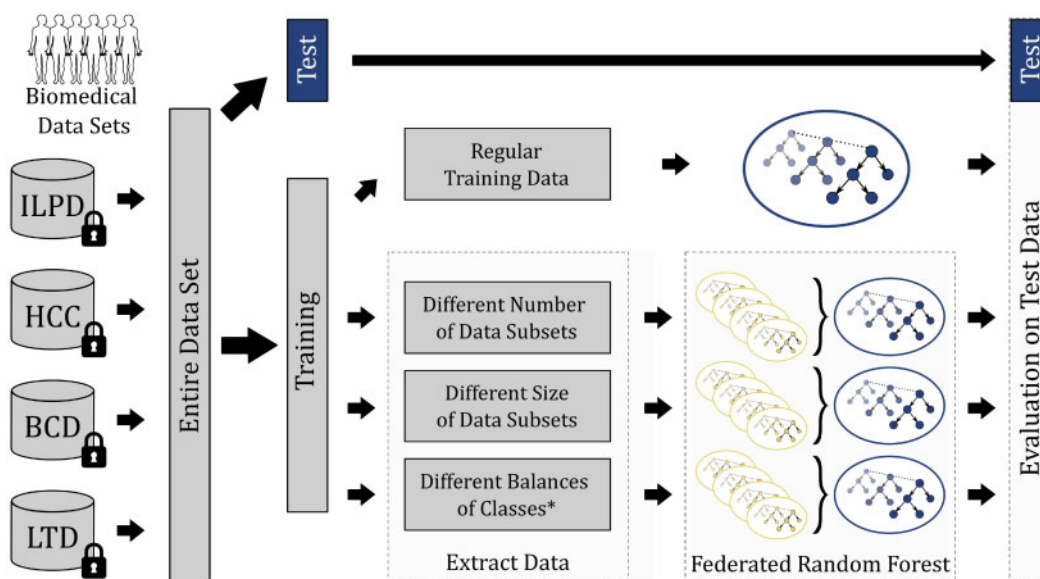 Biomedical
Data Sets
ILPD
HCC
BCD
LTD
Entire Data Set
Test
Training
Regular
Training Data
Different Number
of Data Subsets
Different Size
of Data Subsets
Different Balances
of Classes*
Extract Data
Federated Random Forest
Test
Evaluation on Test Data